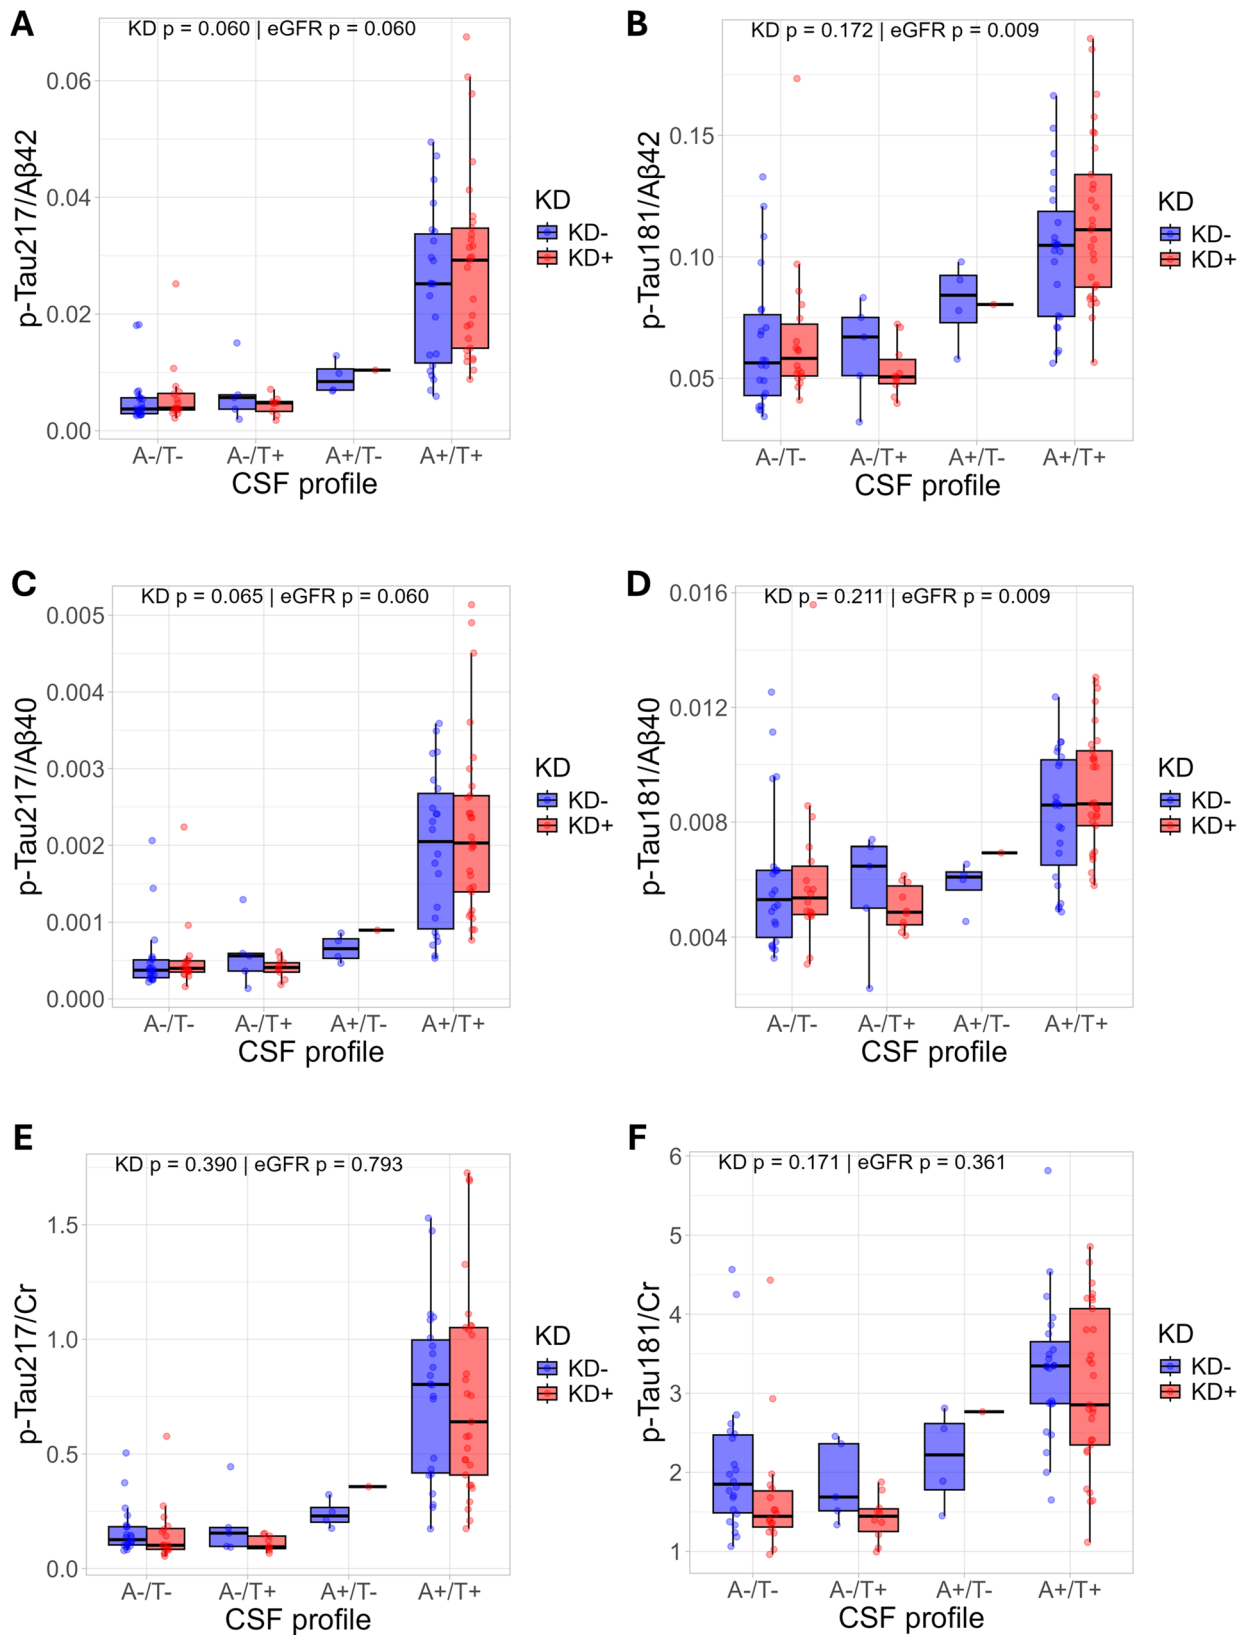 A
KD p = 0.060 | eGFR p = 0.060
p-Tau217/Aβ42
0.06
0.04
0.02
0.00
A-/T- A-/T+ A+/T- A+/T+
CSF profile
KD
KD-
KD+
B
KD p = 0.172 | eGFR p = 0.009
p-Tau181/Aβ42
0.15
0.10
0.05
A-/T- A-/T+ A+/T- A+/T+
CSF profile
KD
KD-
KD+
C
KD p = 0.065 | eGFR p = 0.060
p-Tau217/Aβ40
0.005
0.004
0.003
0.002
0.001
0.000
A-/T- A-/T+ A+/T- A+/T+
CSF profile
KD
KD-
KD+
D
KD p = 0.211 | eGFR p = 0.009
p-Tau181/Aβ40
0.016
0.012
0.008
0.004
A-/T- A-/T+ A+/T- A+/T+
CSF profile
KD
KD-
KD+
E
KD p = 0.390 | eGFR p = 0.793
p-Tau217/Cr
1.5
1.0
0.5
0.0
A-/T- A-/T+ A+/T- A+/T+
CSF profile
KD
KD-
KD+
F
KD p = 0.171 | eGFR p = 0.361
p-Tau181/Cr
6
5
4
3
2
1
A-/T- A-/T+ A+/T- A+/T+
CSF profile
KD
KD-
KD+